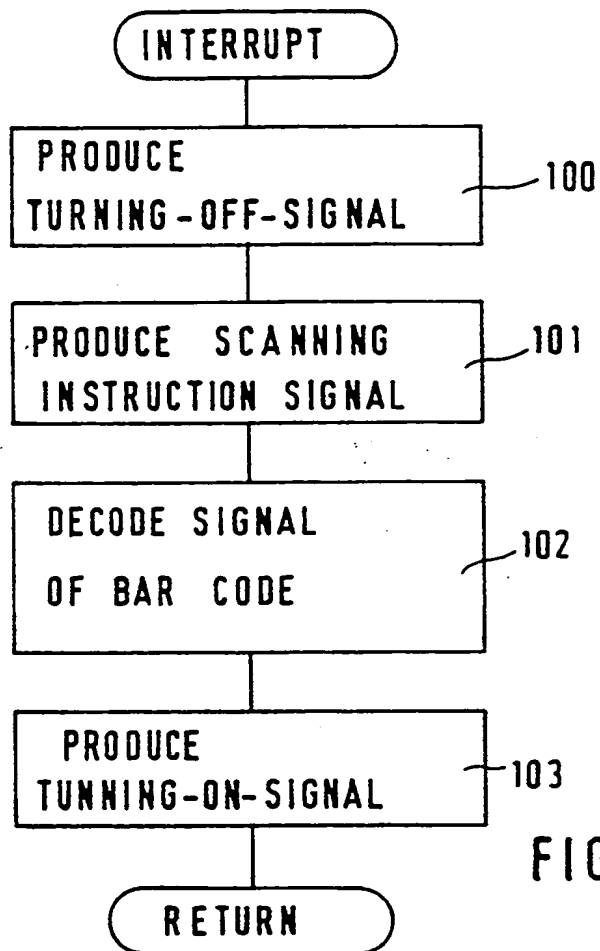 INTERRUPT
PRODUCE
TURNING-OFF-SIGNAL
100
PRODUCE SCANNING
INSTRUCTION SIGNAL
101
DECODE SIGNAL
OF BAR CODE
102
PRODUCE
TUNNING-ON-SIGNAL
103
RETURN